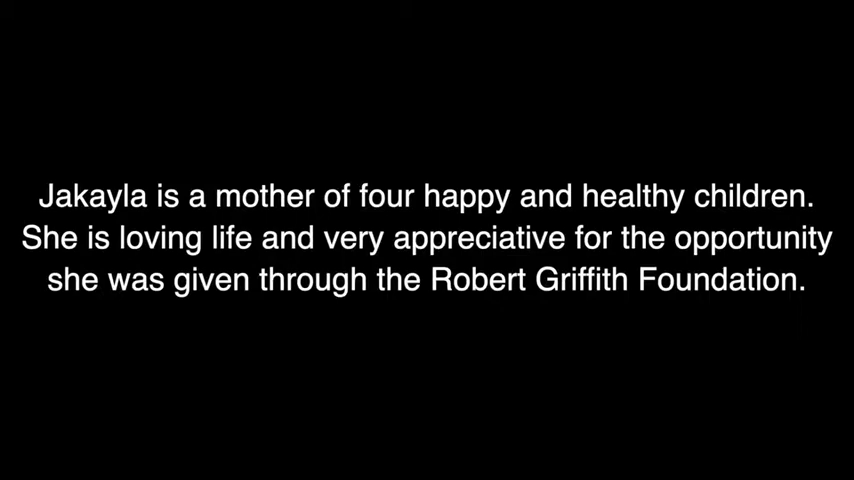 Jakayla is a mother of four happy and healthy children.
She is loving life and very appreciative for the opportunity
she was given through the Robert Griffith Foundation.